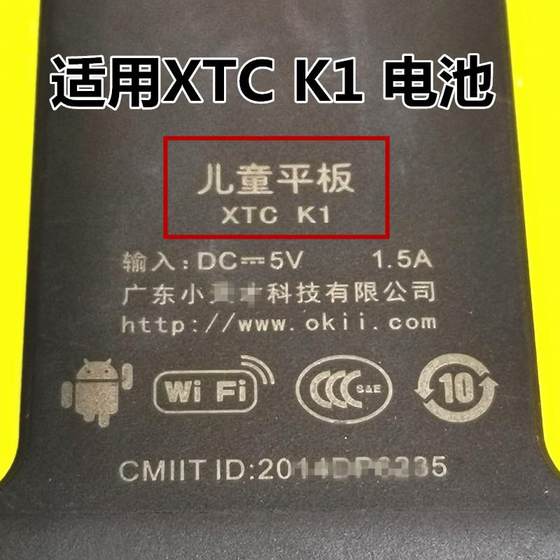 适用XTC K1 电池
儿童平板
XTC K1
输入: DC⎓5V 1.5A
广东小科技有限公司
http://www.okii.com
Wi Fi
CCC S&E
10
CMIIT ID:2014DP